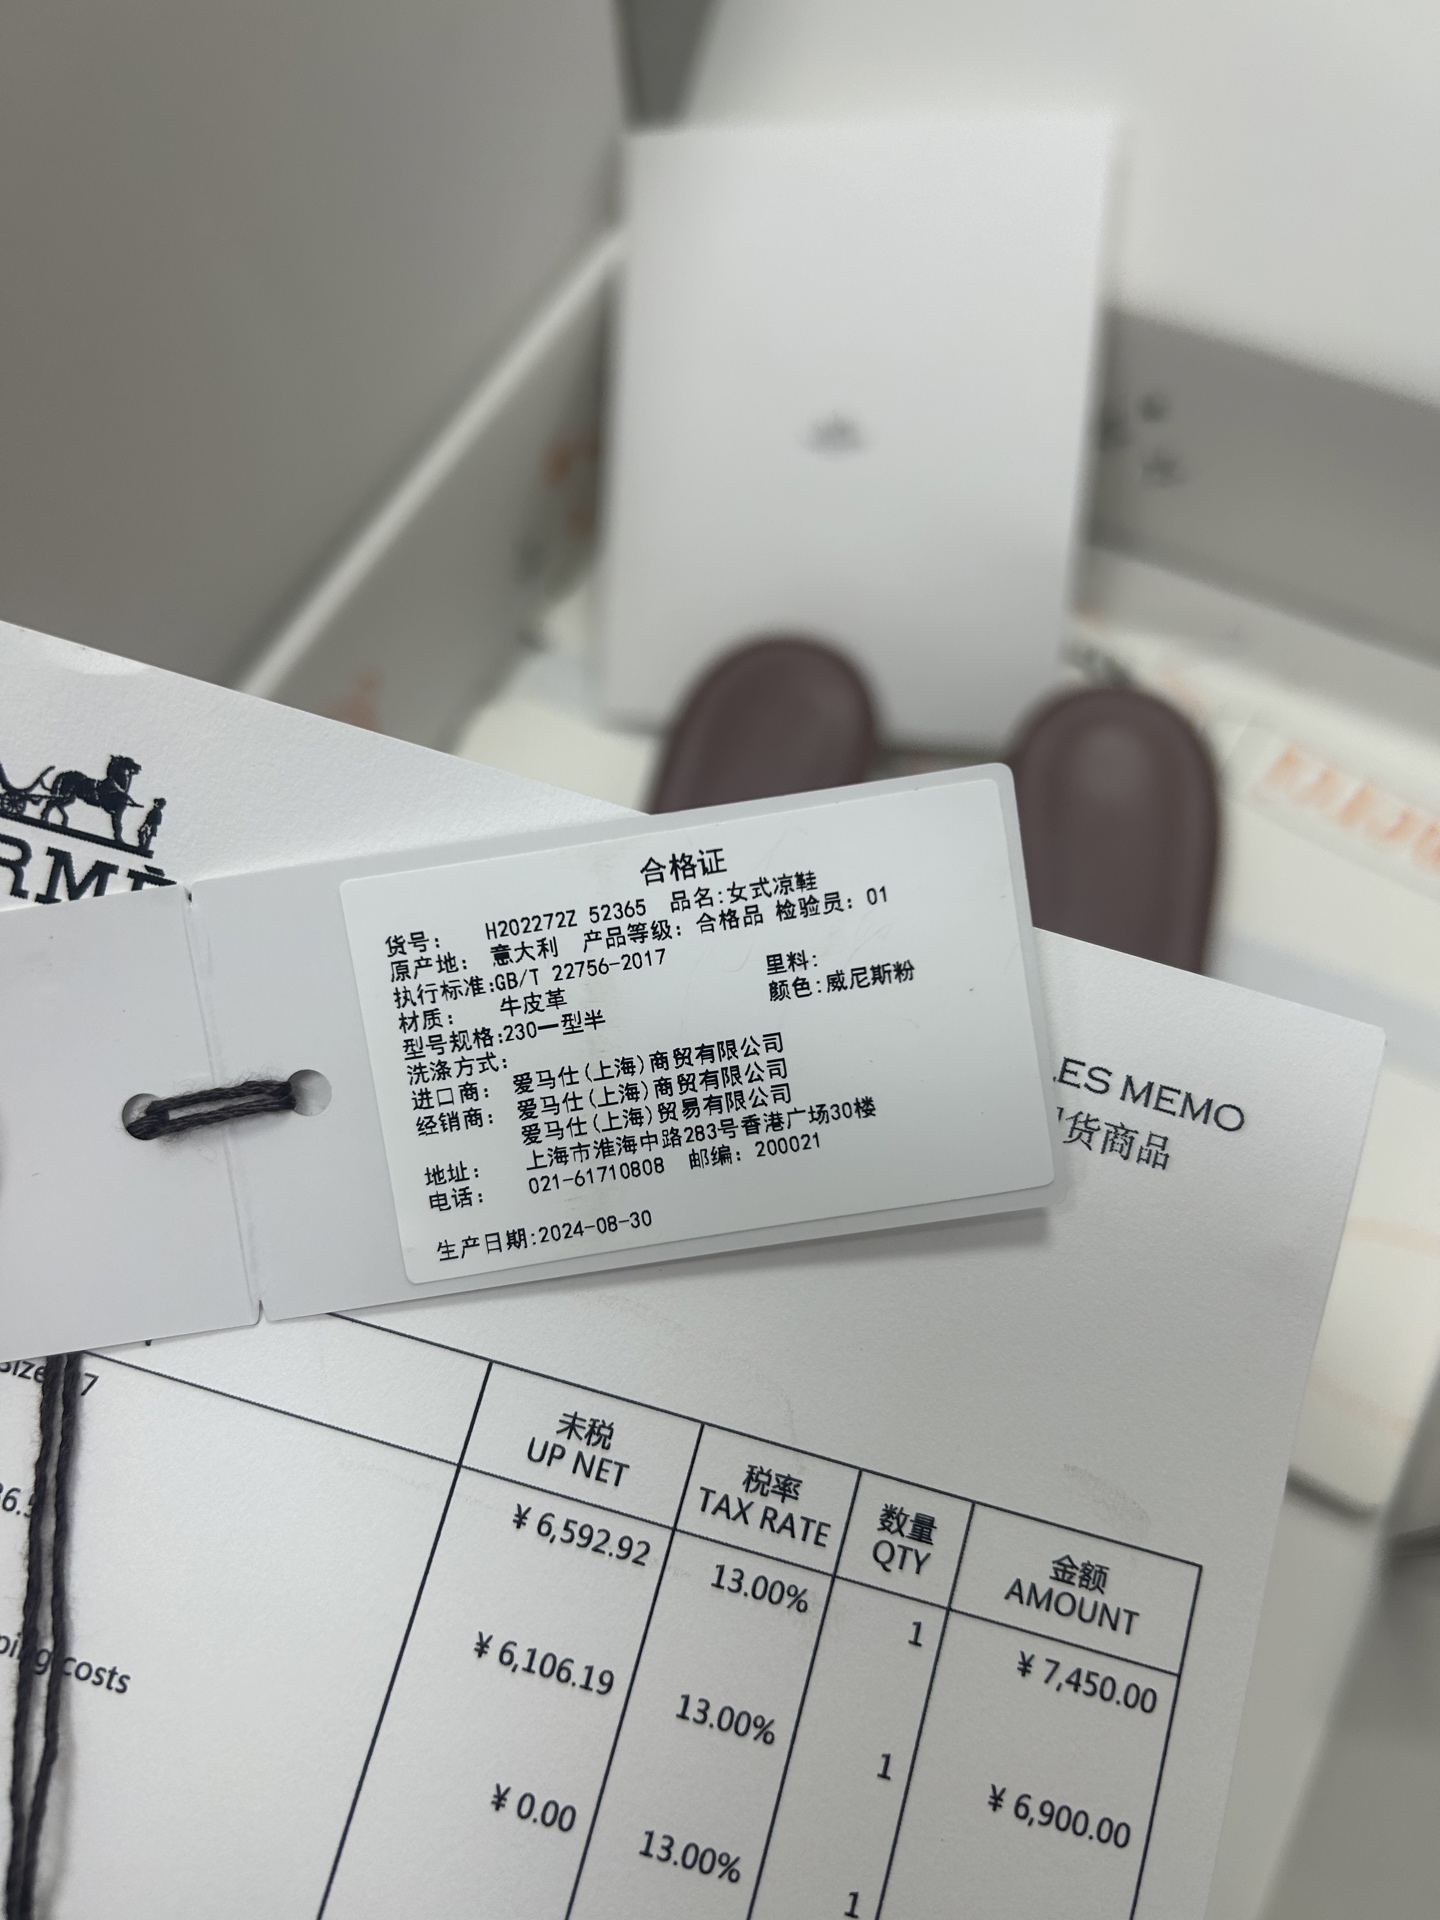 合格证
货号: H202272Z 52365 品名:女式凉鞋
原产地: 意大利 产品等级: 合格品 检验员: 01
执行标准:GB/T 22756-2017 里料:
材质: 牛皮革 颜色:威尼斯粉
型号规格:230一型半
洗涤方式:
进口商: 爱马仕(上海)商贸有限公司
经销商: 爱马仕(上海)商贸有限公司
爱马仕(上海)贸易有限公司
地址: 上海市淮海中路283号香港广场30楼
电话: 021-61710808 邮编: 200021
生产日期:2024-08-30
MEMO
货商品
未税 税率 数量 金额
UP NET TAX RATE QTY AMOUNT
¥ 6,592.92 13.00% 1 ¥ 7,450.00
¥ 6,106.19 13.00% 1 ¥ 6,900.00
costs
¥ 0.00 13.00% 1